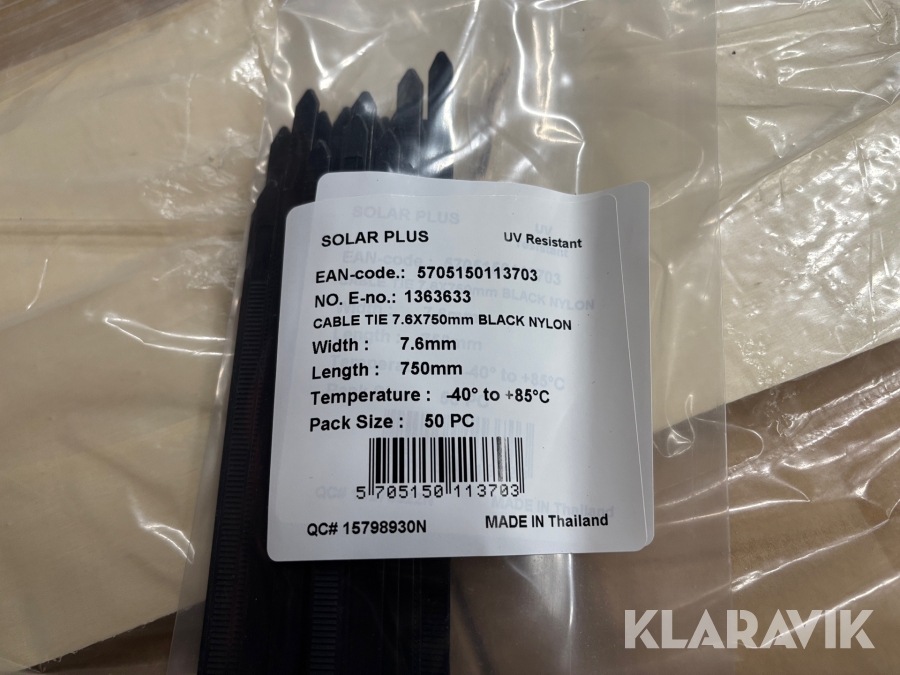 SOLAR PLUS UV Resistant
EAN-code.: 5705150113703
NO. E-no.: 1363633
CABLE TIE 7.6X750mm BLACK NYLON
Width : 7.6mm
Length : 750mm
Temperature : -40° to +85°C
Pack Size : 50 PC
5 705150 113703
QC# 15798930N MADE IN Thailand
KLARAVIK